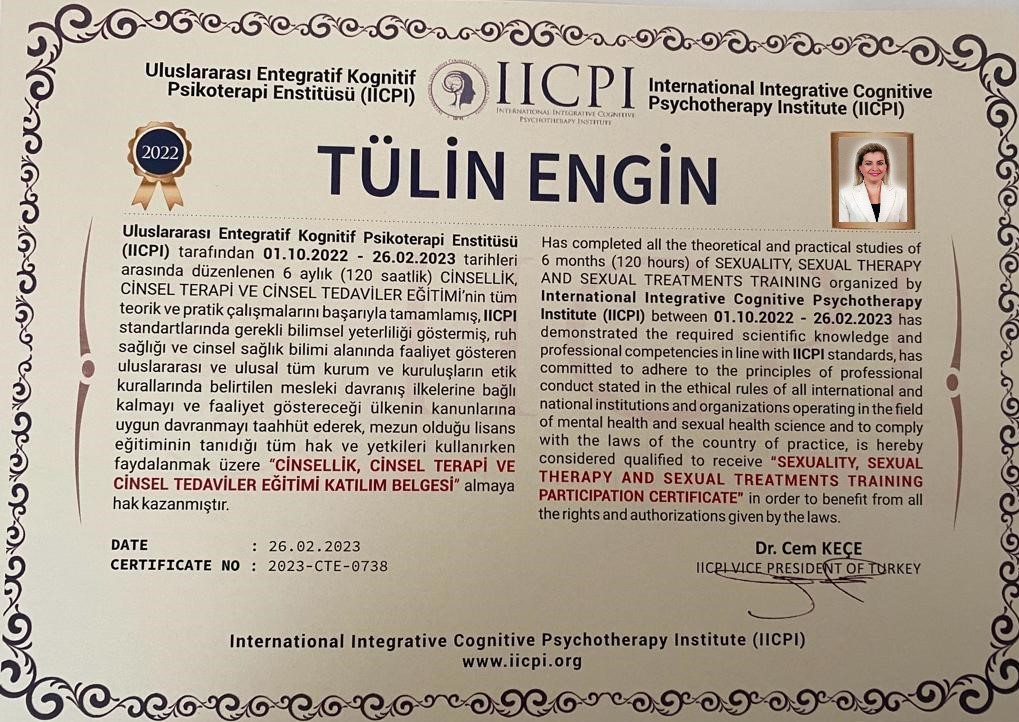 Uluslararası Entegratif Kognitif
Psikoterapi Enstitüsü (IICPI)
IICPI
INTERNATIONAL INTEGRATIVE COGNITIVE
PSYCHOTHERAPY INSTITUTE
International Integrative Cognitive
Psychotherapy Institute (IICPI)
2022
TÜLİN ENGİN
Uluslararası Entegratif Kognitif Psikoterapi Enstitüsü
(IICPI) tarafından 01.10.2022 - 26.02.2023 tarihleri
arasında düzenlenen 6 aylık (120 saatlik) CİNSELLİK,
CİNSEL TERAPİ VE CİNSEL TEDAVİLER EĞİTİMİ'nin tüm
teorik ve pratik çalışmalarını başarıyla tamamlamış, IICPI
standartlarında gerekli bilimsel yeterliliği göstermiş, ruh
sağlığı ve cinsel sağlık bilimi alanında faaliyet gösteren
uluslararası ve ulusal tüm kurum ve kuruluşların etik
kurallarında belirtilen mesleki davranış ilkelerine bağlı
kalmayı ve faaliyet göstereceği ülkenin kanunlarına
uygun davranmayı taahhüt ederek, mezun olduğu lisans
eğitiminin tanıdığı tüm hak ve yetkileri kullanırken
faydalanmak üzere "CİNSELLİK, CİNSEL TERAPİ VE
CİNSEL TEDAVİLER EĞİTİMİ KATILIM BELGESİ" almaya
hak kazanmıştır.
Has completed all the theoretical and practical studies of
6 months (120 hours) of SEXUALITY, SEXUAL THERAPY
AND SEXUAL TREATMENTS TRAINING organized by
International Integrative Cognitive Psychotherapy
Institute (IICPI) between 01.10.2022 - 26.02.2023 has
demonstrated the required scientific knowledge and
professional competencies in line with IICPI standards, has
committed to adhere to the principles of professional
conduct stated in the ethical rules of all international and
national institutions and organizations operating in the field
of mental health and sexual health science and to comply
with the laws of the country of practice, is hereby
considered qualified to receive "SEXUALITY, SEXUAL
THERAPY AND SEXUAL TREATMENTS TRAINING
PARTICIPATION CERTIFICATE" in order to benefit from all
the rights and authorizations given by the laws.
DATE : 26.02.2023
CERTIFICATE NO : 2023-CTE-0738
Dr. Cem KEÇE
IICPI VICE PRESIDENT OF TURKEY
International Integrative Cognitive Psychotherapy Institute (IICPI)
www.iicpi.org